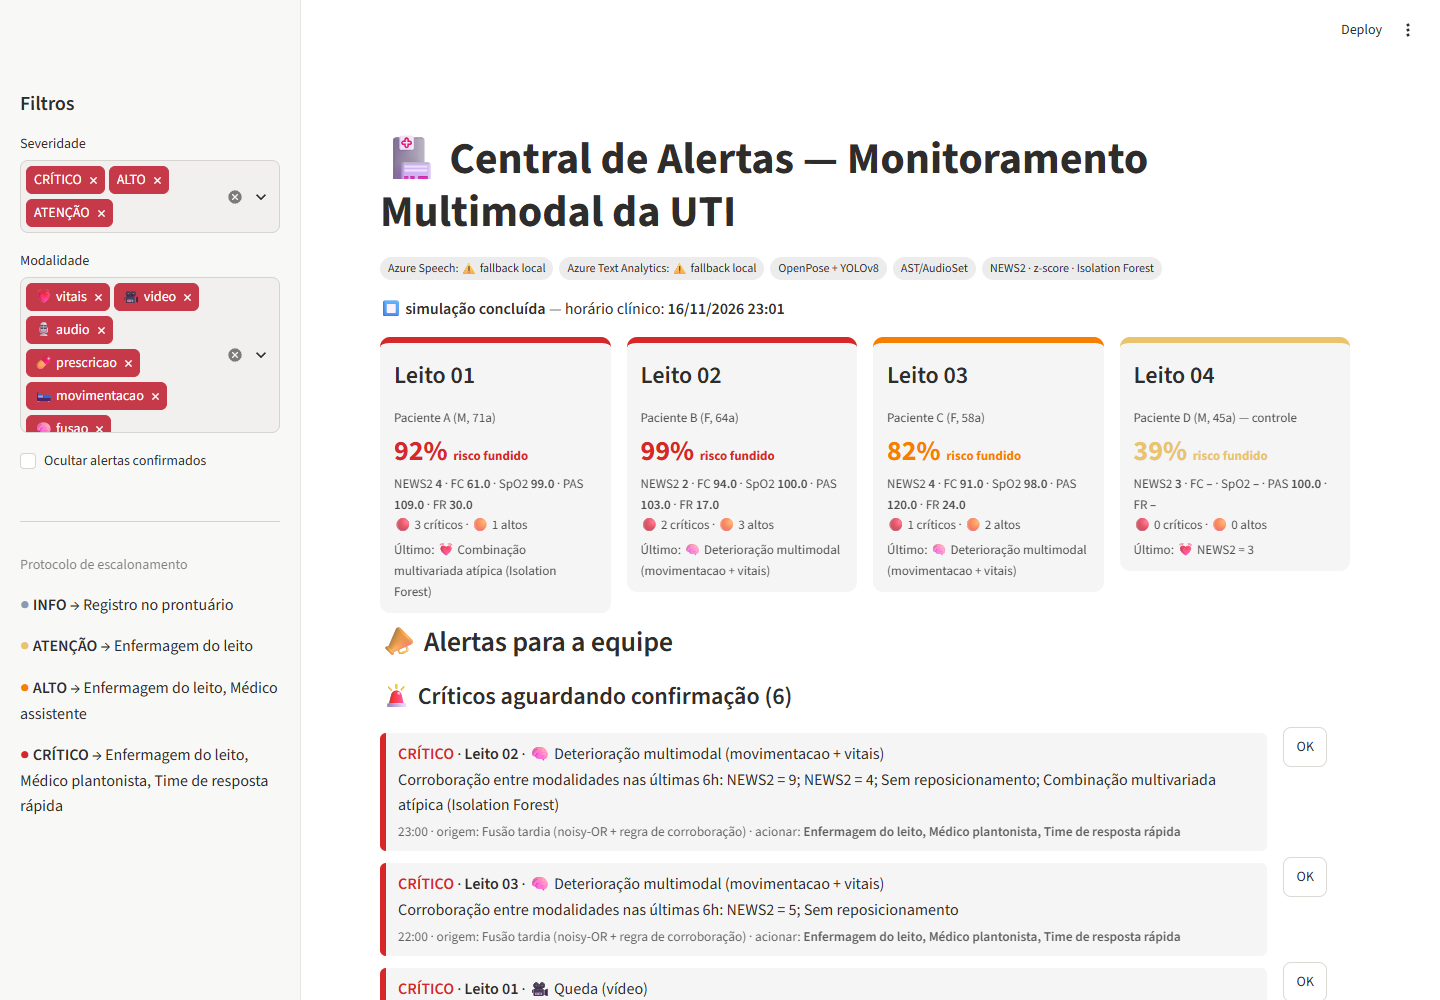 Deploy
Filtros
Severidade
CRÍTICO ×
ALTO ×
ATENÇÃO ×
Modalidade
vitais ×
video ×
audio ×
prescricao ×
movimentacao ×
fusao ×
Ocultar alertas confirmados
Protocolo de escalonamento
INFO → Registro no prontuário
ATENÇÃO → Enfermagem do leito
ALTO → Enfermagem do leito, Médico
assistente
CRÍTICO → Enfermagem do leito,
Médico plantonista, Time de resposta
rápida
Central de Alertas — Monitoramento
Multimodal da UTI
Azure Speech: ⚠️ fallback local
Azure Text Analytics: ⚠️ fallback local
OpenPose + YOLOv8
AST/AudioSet
NEWS2 · z-score · Isolation Forest
simulação concluída — horário clínico: 16/11/2026 23:01
Leito 01
Paciente A (M, 71a)
92% risco fundido
NEWS2 4 · FC 61.0 · SpO2 99.0 · PAS
109.0 · FR 30.0
3 críticos · 1 altos
Último: Combinação
multivariada atípica (Isolation
Forest)
Leito 02
Paciente B (F, 64a)
99% risco fundido
NEWS2 2 · FC 94.0 · SpO2 100.0 · PAS
103.0 · FR 17.0
2 críticos · 3 altos
Último: Deterioração multimodal
(movimentacao + vitais)
Leito 03
Paciente C (F, 58a)
82% risco fundido
NEWS2 4 · FC 91.0 · SpO2 98.0 · PAS
120.0 · FR 24.0
1 críticos · 2 altos
Último: Deterioração multimodal
(movimentacao + vitais)
Leito 04
Paciente D (M, 45a) — controle
39% risco fundido
NEWS2 3 · FC – · SpO2 – · PAS 100.0 ·
FR –
0 críticos · 0 altos
Último: NEWS2 = 3
Alertas para a equipe
Críticos aguardando confirmação (6)
CRÍTICO · Leito 02 · Deterioração multimodal (movimentacao + vitais)
Corroboração entre modalidades nas últimas 6h: NEWS2 = 9; NEWS2 = 4; Sem reposicionamento; Combinação multivariada
atípica (Isolation Forest)
23:00 · origem: Fusão tardia (noisy-OR + regra de corroboração) · acionar: Enfermagem do leito, Médico plantonista, Time de resposta rápida
OK
CRÍTICO · Leito 03 · Deterioração multimodal (movimentacao + vitais)
Corroboração entre modalidades nas últimas 6h: NEWS2 = 5; Sem reposicionamento
22:00 · origem: Fusão tardia (noisy-OR + regra de corroboração) · acionar: Enfermagem do leito, Médico plantonista, Time de resposta rápida
OK
CRÍTICO · Leito 01 · Queda (vídeo)
OK